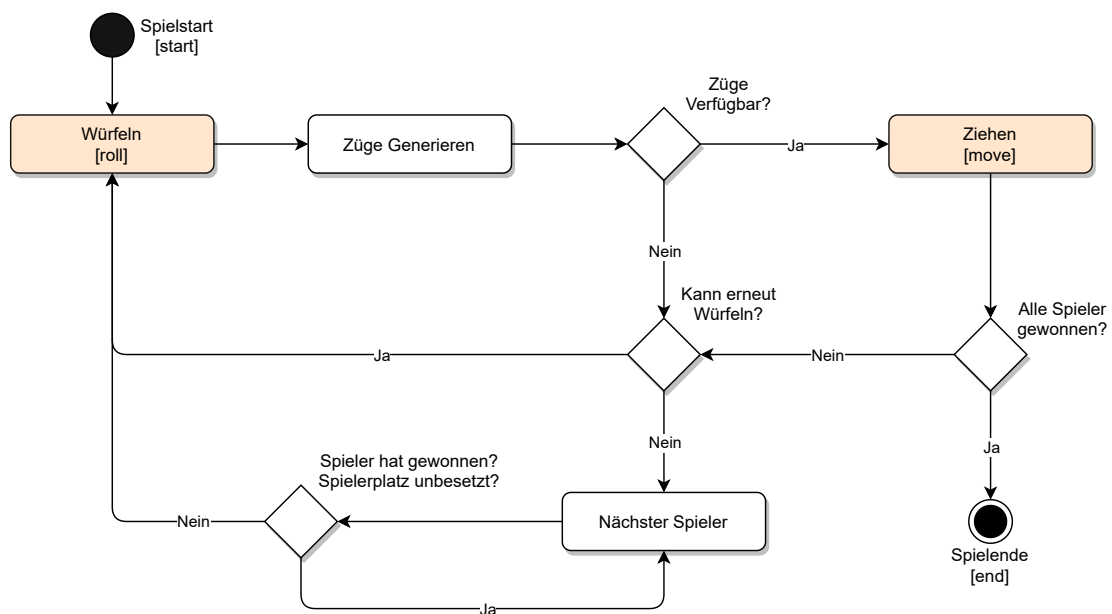 Spielstart
[start]
Züge
Verfügbar?
Würfeln
[roll]
Züge Generieren
Ja
Ziehen
[move]
Nein
Kann erneut
Würfeln?
Alle Spieler
gewonnen?
Ja
Nein
Nein
Ja
Spieler hat gewonnen?
Spielerplatz unbesetzt?
Nein
Nächster Spieler
Spielende
[end]
Ja